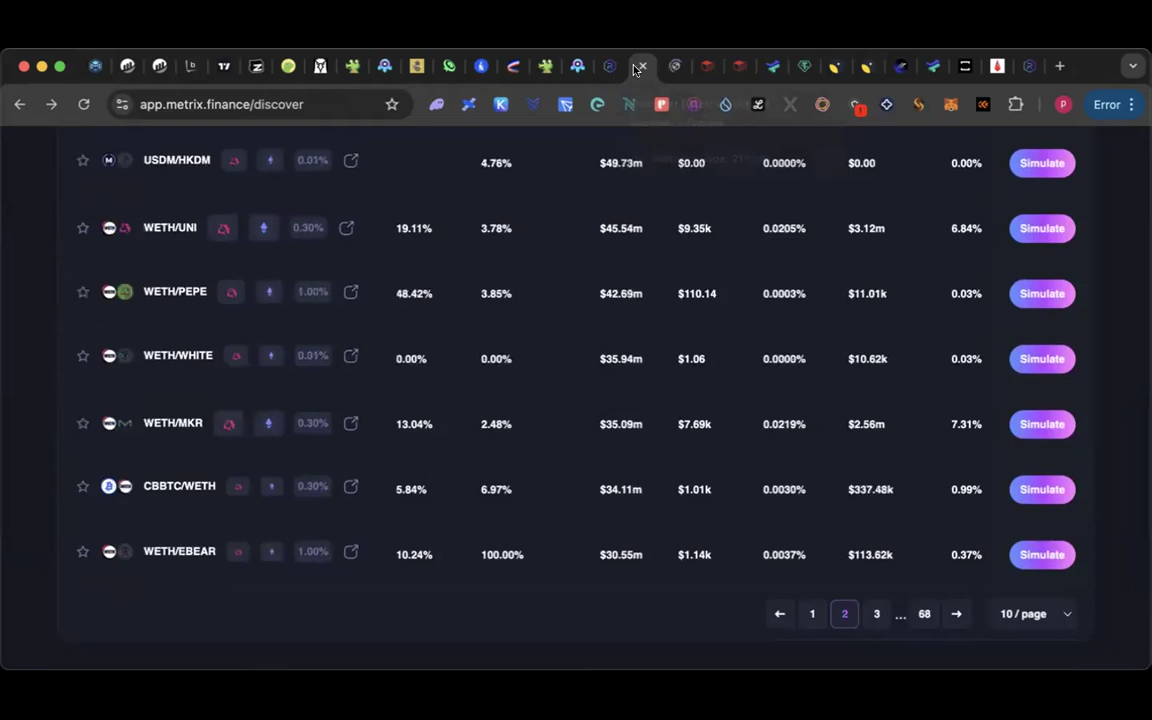 app.metrix.finance/discover
Error
USDM/HKDM 0.01% 4.76% $49.73m $0.00 0.0000% $0.00 0.00% Simulate
WETH/UNI 0.30% 19.11% 3.78% $45.54m $9.35k 0.0205% $3.12m 6.84% Simulate
WETH/PEPE 1.00% 48.42% 3.85% $42.69m $110.14 0.0003% $11.01k 0.03% Simulate
WETH/WHITE 0.01% 0.00% 0.00% $35.94m $1.06 0.0000% $10.62k 0.03% Simulate
WETH/MKR 0.30% 13.04% 2.48% $35.09m $7.69k 0.0219% $2.56m 7.31% Simulate
CBBTC/WETH 0.30% 5.84% 6.97% $34.11m $1.01k 0.0030% $337.48k 0.99% Simulate
WETH/EBEAR 1.00% 10.24% 100.00% $30.55m $1.14k 0.0037% $113.62k 0.37% Simulate
1 2 3 ... 68 10 / page